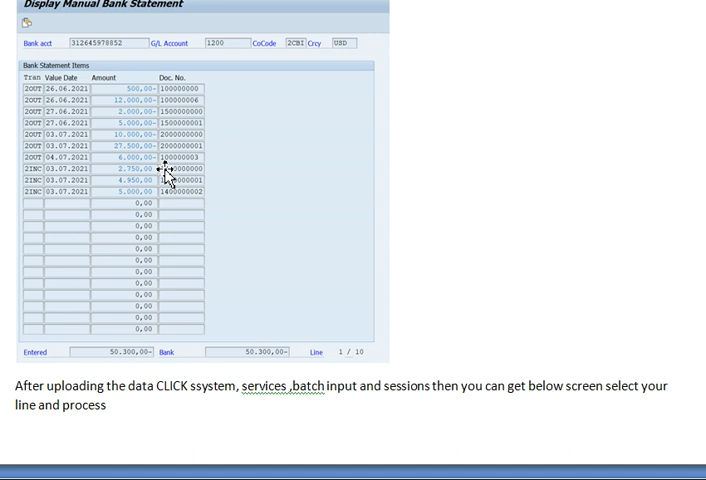 Display Manual Bank Statement
Bank acct 312645978852 G/L Account 1200 CoCode 2CBI Crcy USD
Bank Statement Items
Tran Value Date Amount Doc. No.
2OUT 26.06.2021 500,00- 100000000
2OUT 26.06.2021 12.000,00- 100000006
2OUT 27.06.2021 2.000,00- 1500000000
2OUT 27.06.2021 5.000,00- 1500000001
2OUT 03.07.2021 10.000,00- 2000000000
2OUT 03.07.2021 27.500,00- 2000000001
2OUT 04.07.2021 6.000,00- 100000003
2INC 03.07.2021 2.750,00
2INC 03.07.2021 4.950,00
2INC 03.07.2021 5.000,00 1400000002
0,00
0,00
0,00
0,00
0,00
0,00
0,00
0,00
0,00
0,00
0,00
0,00
Entered 50.300,00- Bank 50.300,00- Line 1 / 10
After uploading the data CLICK ssystem, services ,batch input and sessions then you can get below screen select your
line and process